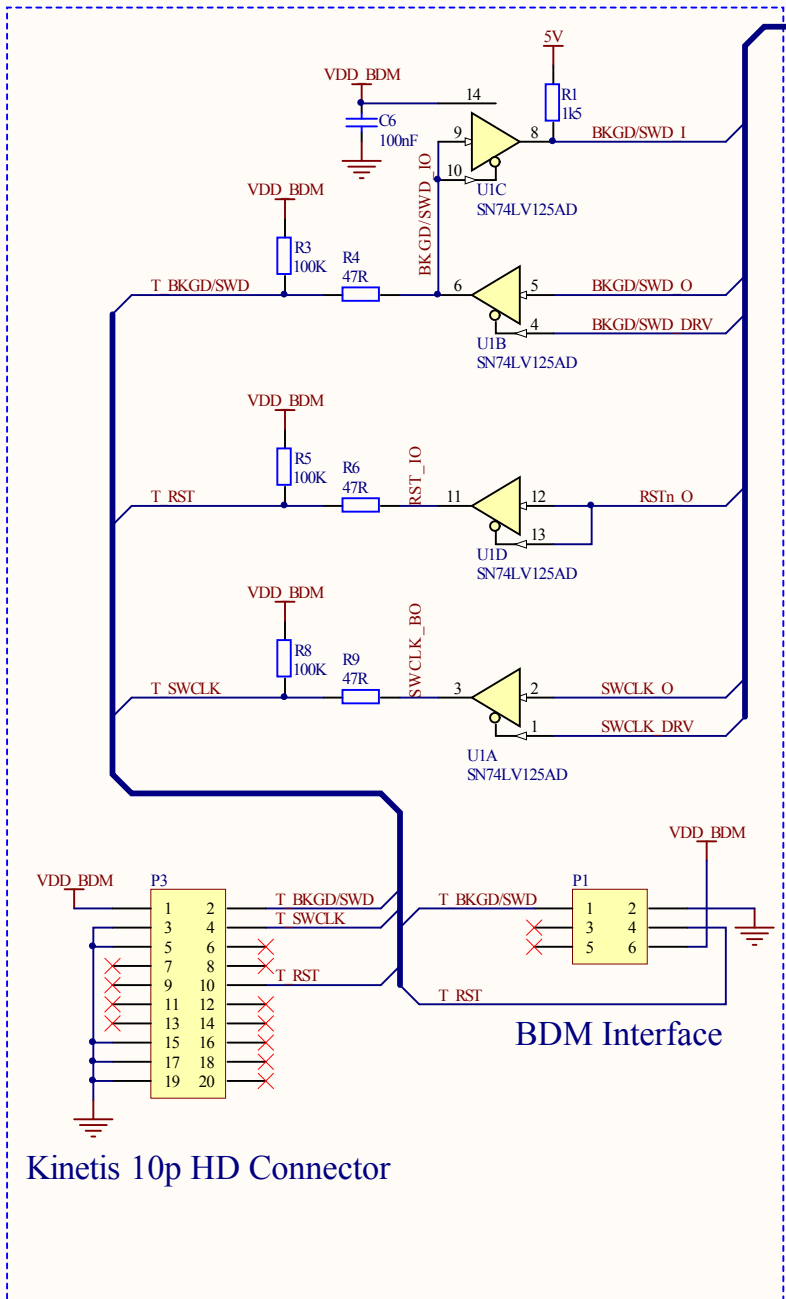 5V
VDD_BDM
14
R1
1k5
C6
100nF
9
8
BKGD/SWD_I
10
U1C
SN74LV125AD
BKGD/SWD_IO
VDD_BDM
R3
100K
R4
47R
T_BKGD/SWD
6
5
BKGD/SWD_O
4
BKGD/SWD_DRV
U1B
SN74LV125AD
VDD_BDM
R5
100K
R6
47R
RST_IO
T_RST
11
12
RSTn_O
13
U1D
SN74LV125AD
VDD_BDM
R8
100K
R9
47R
SWCLK_BO
T_SWCLK
3
2
SWCLK_O
1
SWCLK_DRV
U1A
SN74LV125AD
VDD_BDM
VDD_BDM
P3
1 2
3 4
5 6
7 8
9 10
11 12
13 14
15 16
17 18
19 20
T_BKGD/SWD
T_SWCLK
T_RST
T_BKGD/SWD
P1
1 2
3 4
5 6
T_RST
BDM Interface
Kinetis 10p HD Connector